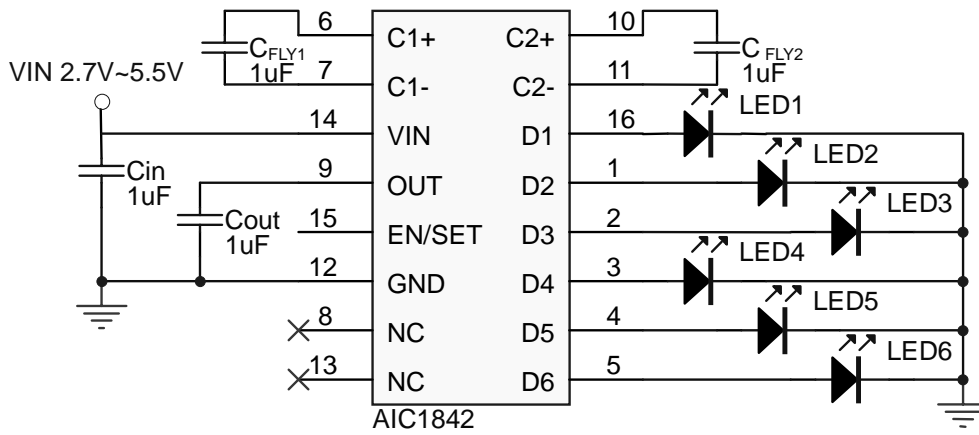 6 C1+ C2+ 10
CFLY1
1uF
C FLY2
1uF
7 C1- C2- 11
VIN 2.7V~5.5V
LED1
14 VIN D1 16
LED2
Cin
1uF
9 OUT D2 1
LED3
Cout
1uF
15 EN/SET D3 2
LED4
12 GND D4 3
LED5
8 NC D5 4
LED6
13 NC D6 5
AIC1842